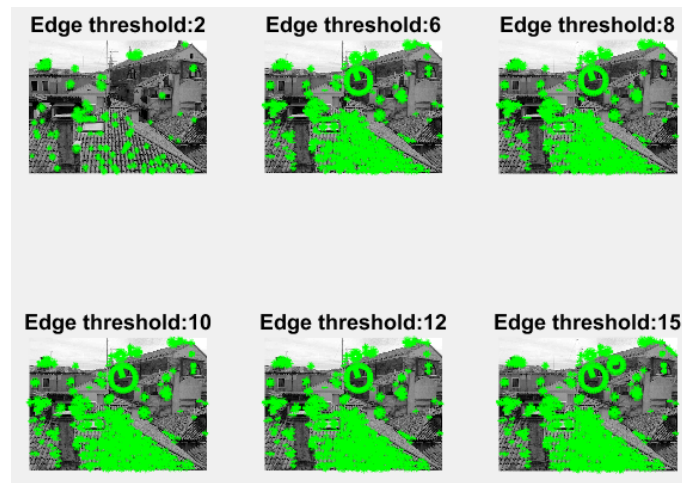 Edge threshold:2
Edge threshold:6
Edge threshold:8
Edge threshold:10
Edge threshold:12
Edge threshold:15